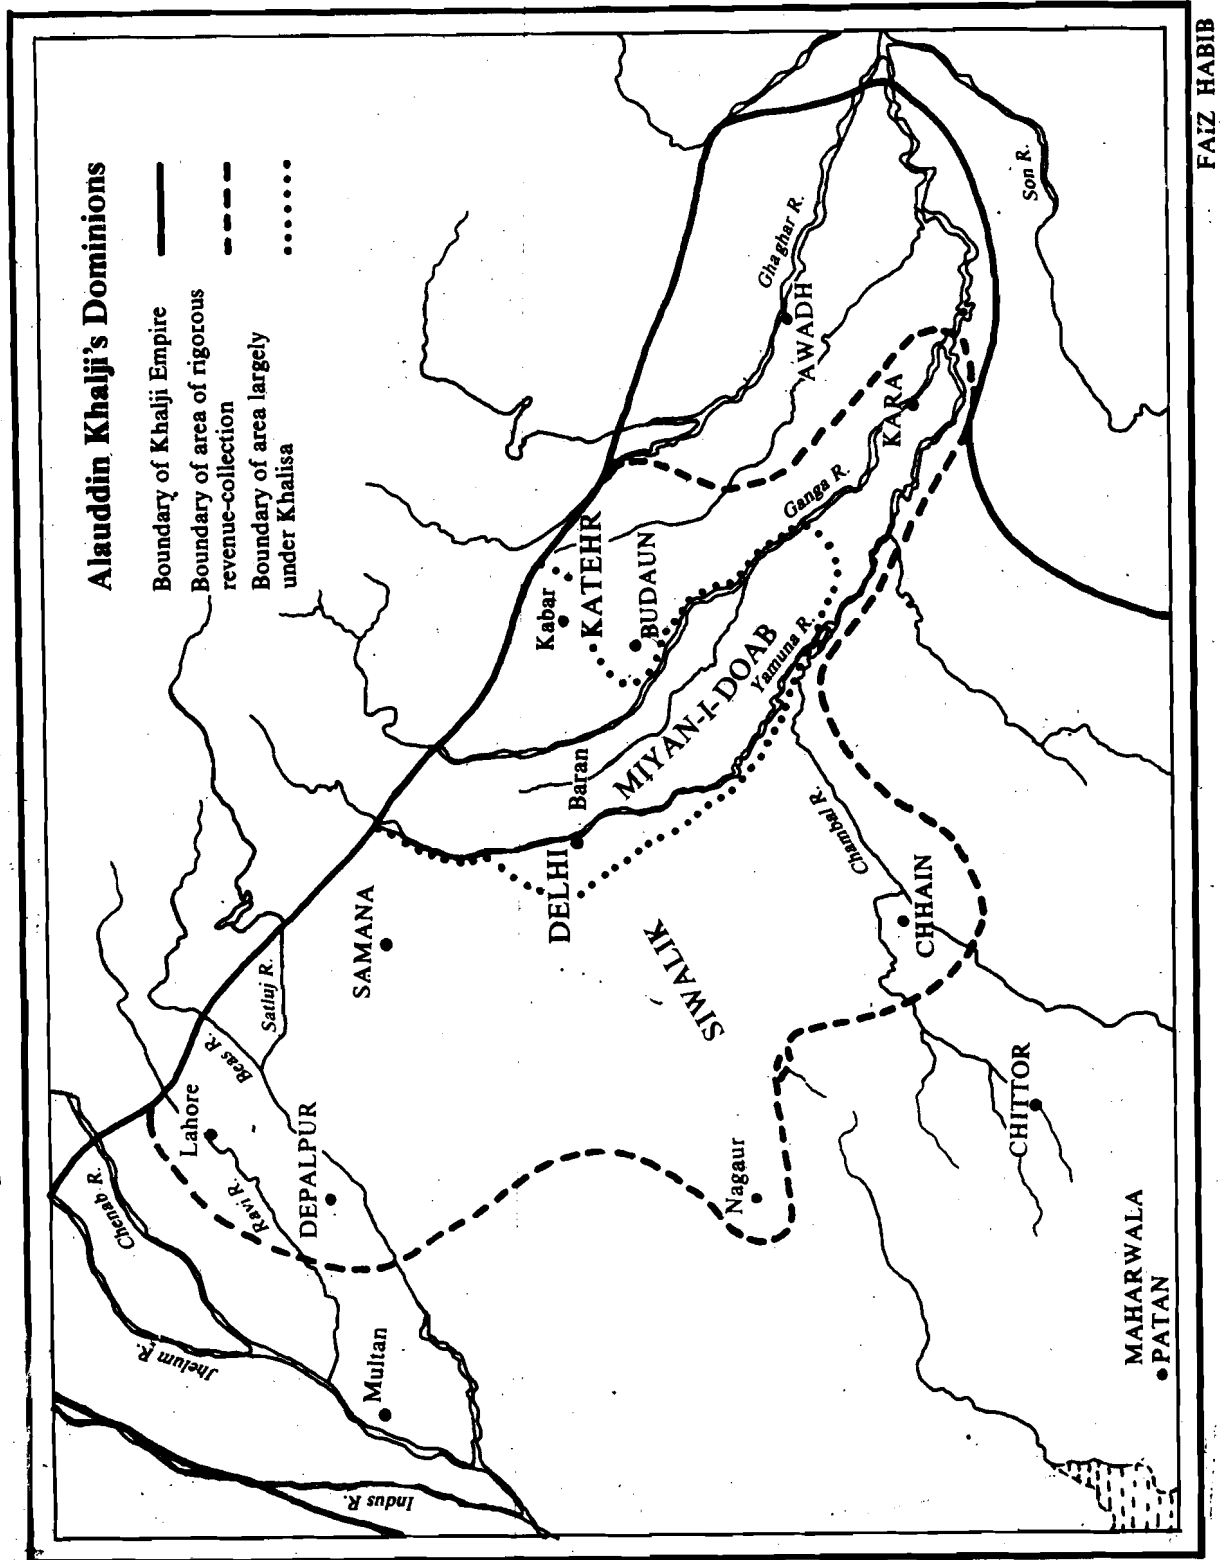 Alauddin Khalji's Dominions
Boundary of Khalji Empire
Boundary of area of rigorous
revenue-collection
Boundary of area largely
under Khalisa
Chenab R.
Jhelum R.
Indus R.
Lahore
Ravi R.
Beas R.
Satluj R.
DEPALPUR
Multan
SAMANA
DELHI
Baran
MIYAN-I-DOAB
Kabar
KATEHR
BUDAUN
Yamuna R.
Ganga R.
Ghaghar R.
AWADH
KARA
Son R.
SIWALIK
Chambal R.
CHHAIN
Nagaur
CHITTOR
MAHARWALA
PATAN
FAIZ HABIB